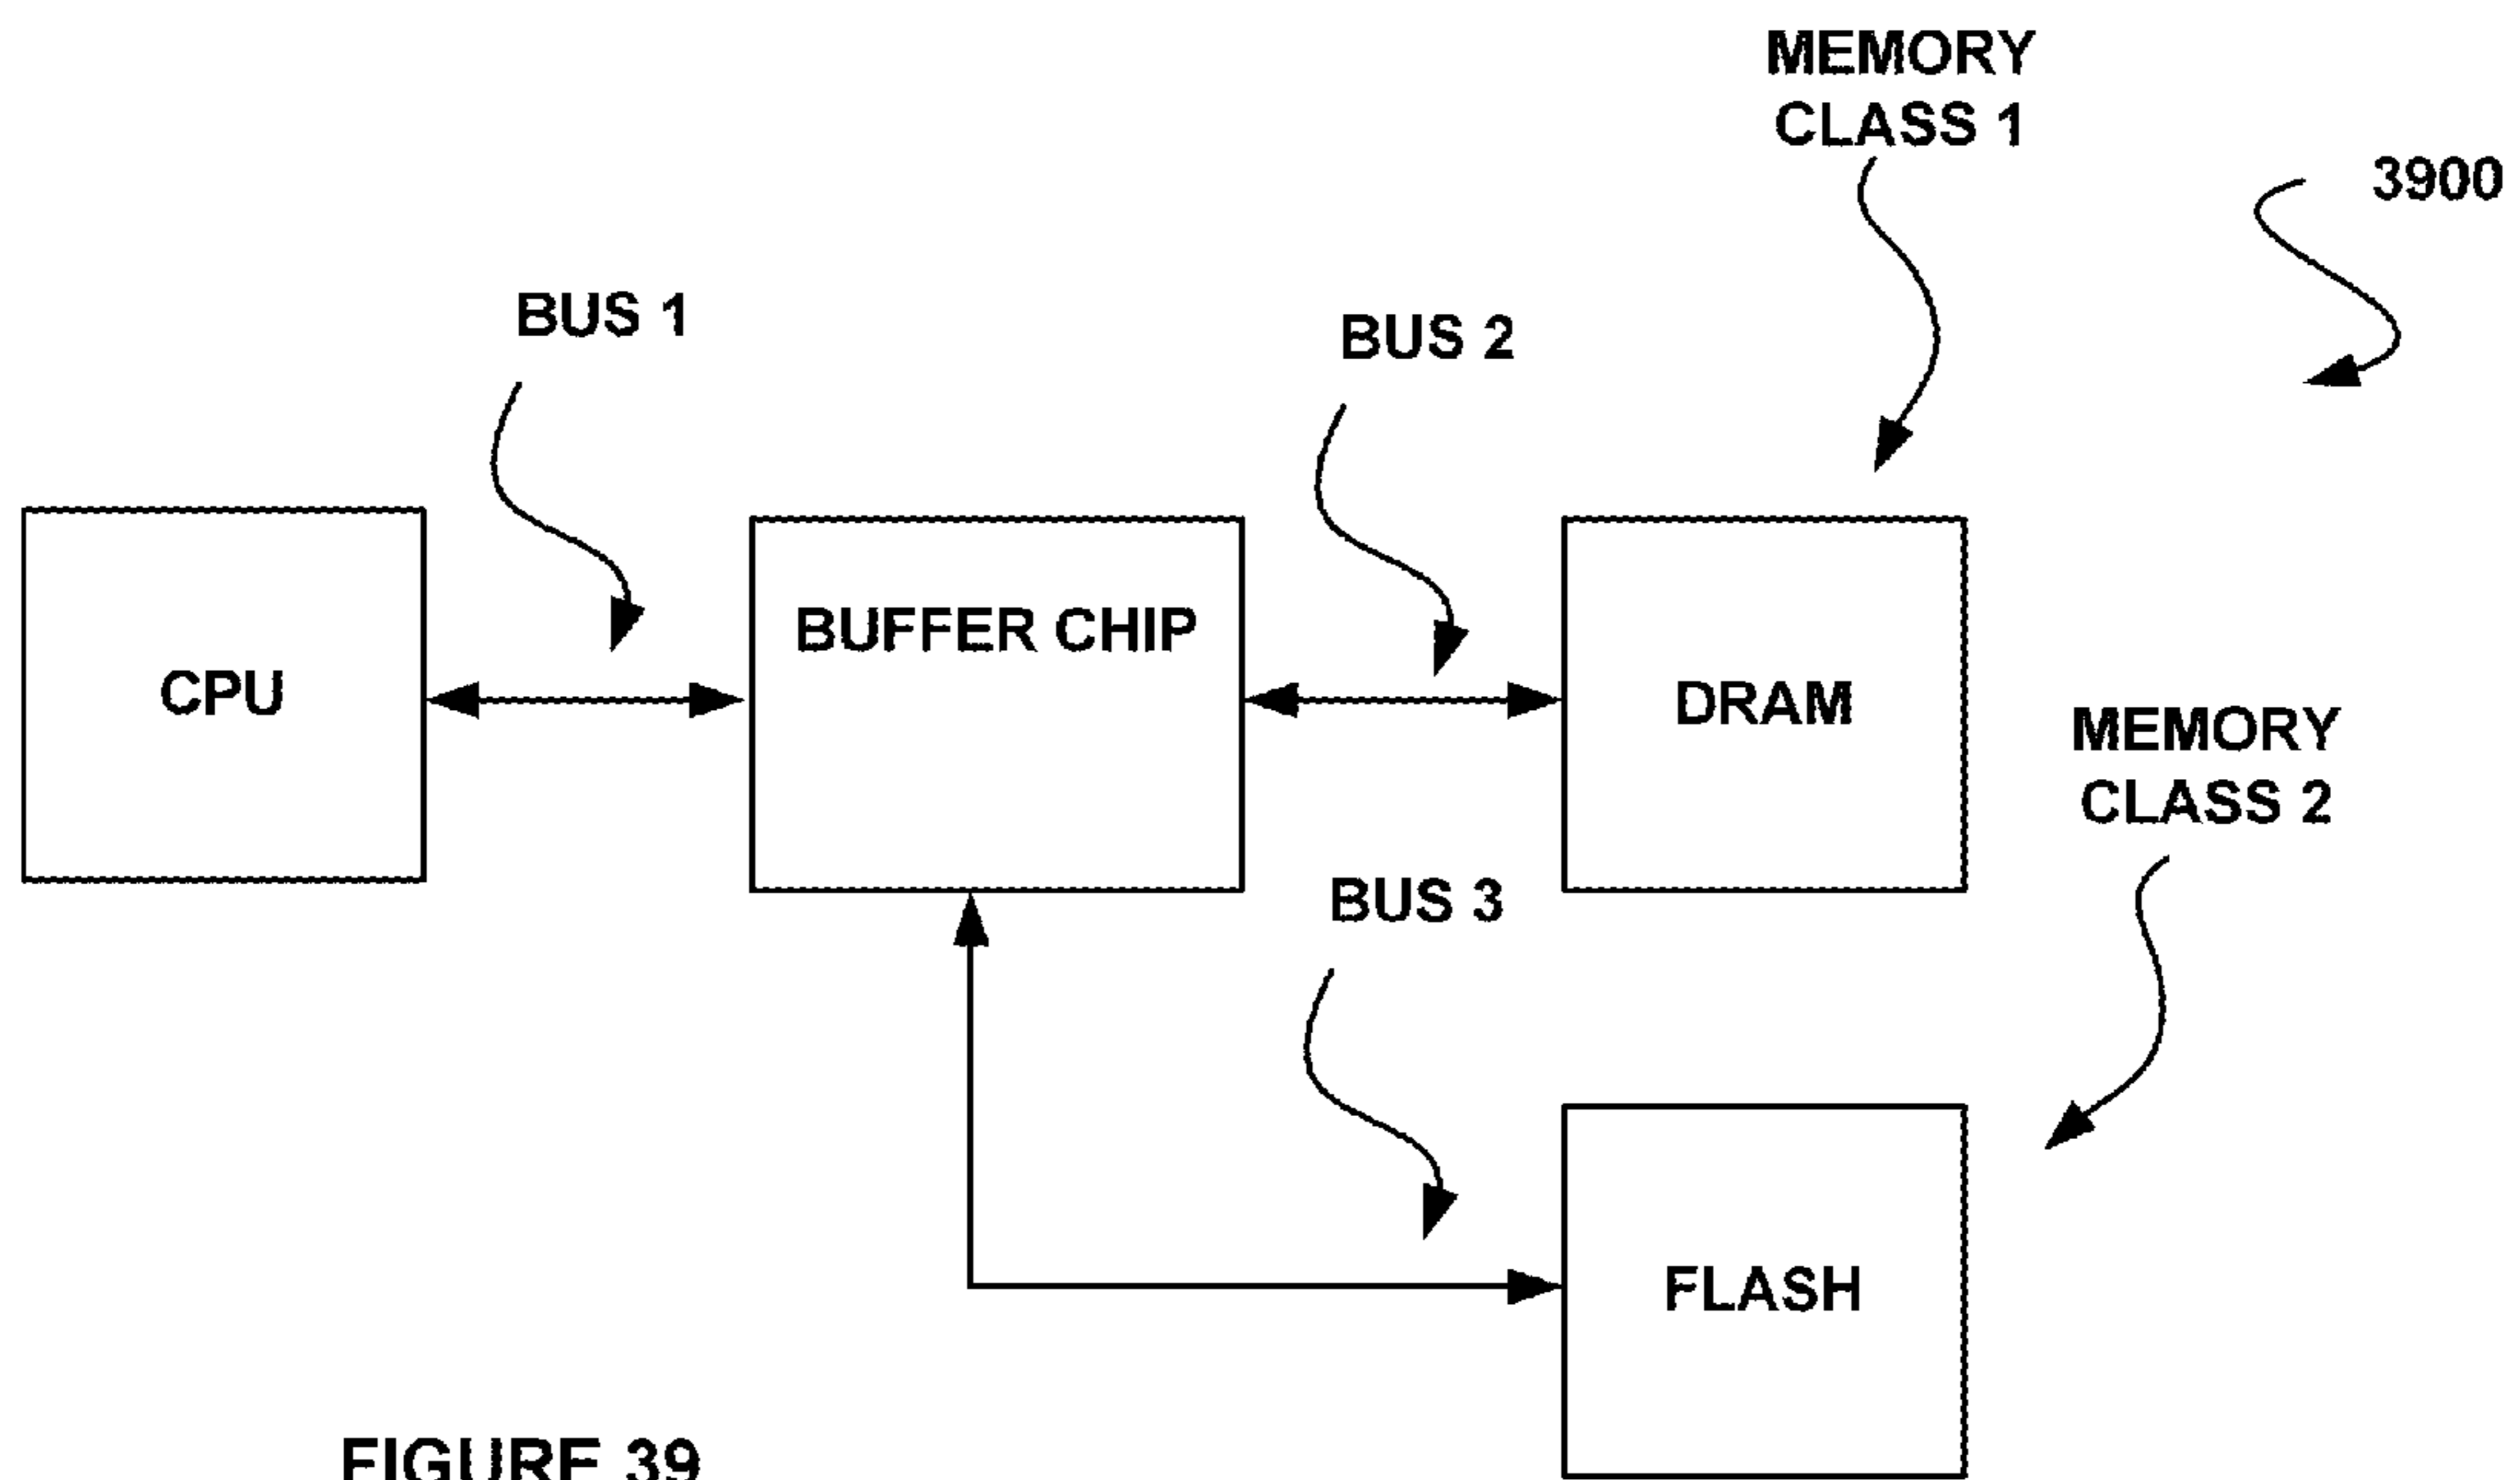 MEMORY
CLASS 1
3900
BUS 1
BUS 2
BUFFER CHIP
CPU
DRAM
MEMORY
CLASS 2
BUS 3
FLASH
FIGURE 39